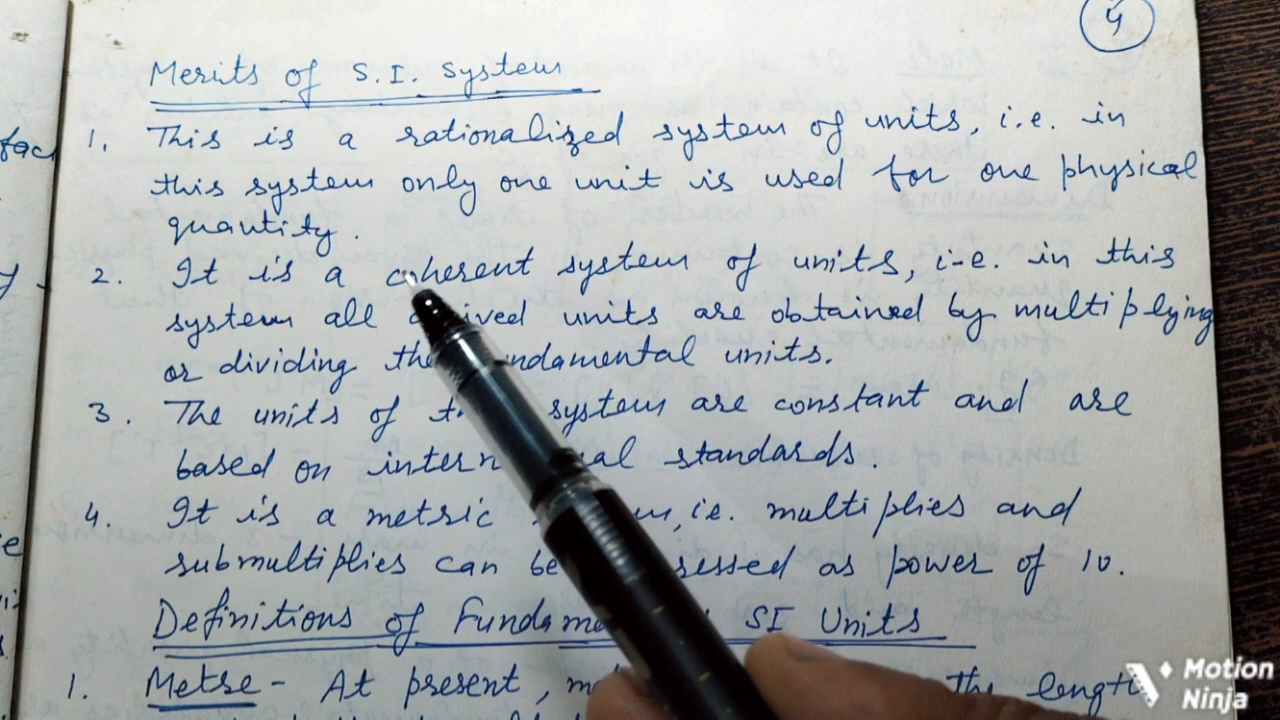 4
Merits of S.I. System
1. This is a rationalized system of units, i.e. in
this system only one unit is used for one physical
quantity.
2. It is a coherent system of units, i.e. in this
system all units are obtained by multiplying
or dividing the units.
3. The units of system are constant and are
based on standards.
4. It is a metric i.e. multiplies and
submultiplies can be as power of 10.
Definitions of SI Units
1. Metre - At present, the length
Motion
Ninja